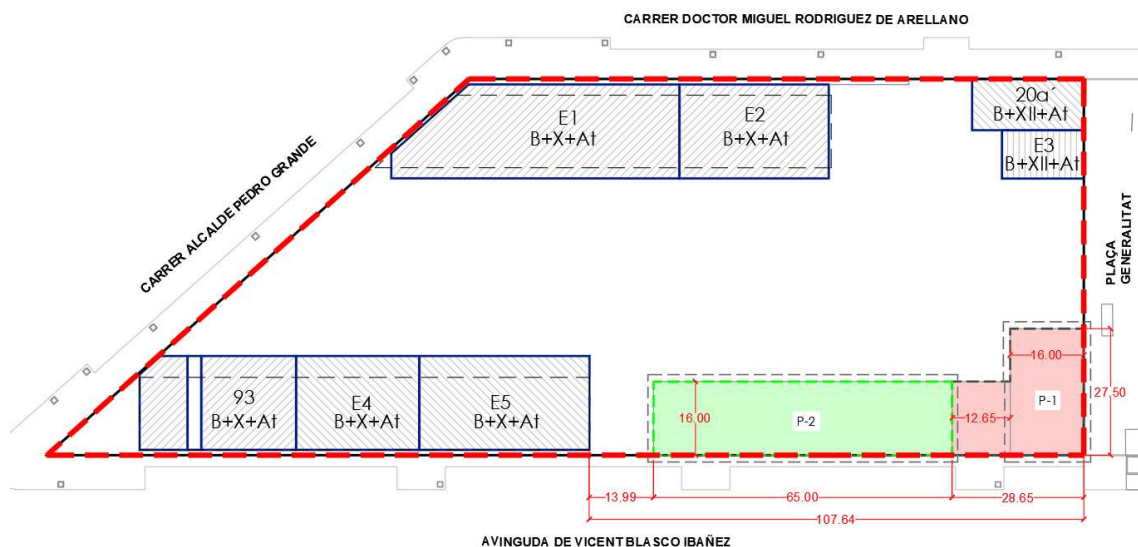 CARRER DOCTOR MIGUEL RODRIGUEZ DE ARELLANO
CARRER ALCALDE PEDRO GRANDE
E1
B+X+At
E2
B+X+At
20a´
B+XII+At
E3
B+XII+At
PLAÇA
GENERALITAT
93
B+X+At
E4
B+X+At
E5
B+X+At
16.00
P-2
12.65
16.00
P-1
27.50
13.99
65.00
28.65
107.64
AVINGUDA DE VICENT BLASCO IBAÑEZ